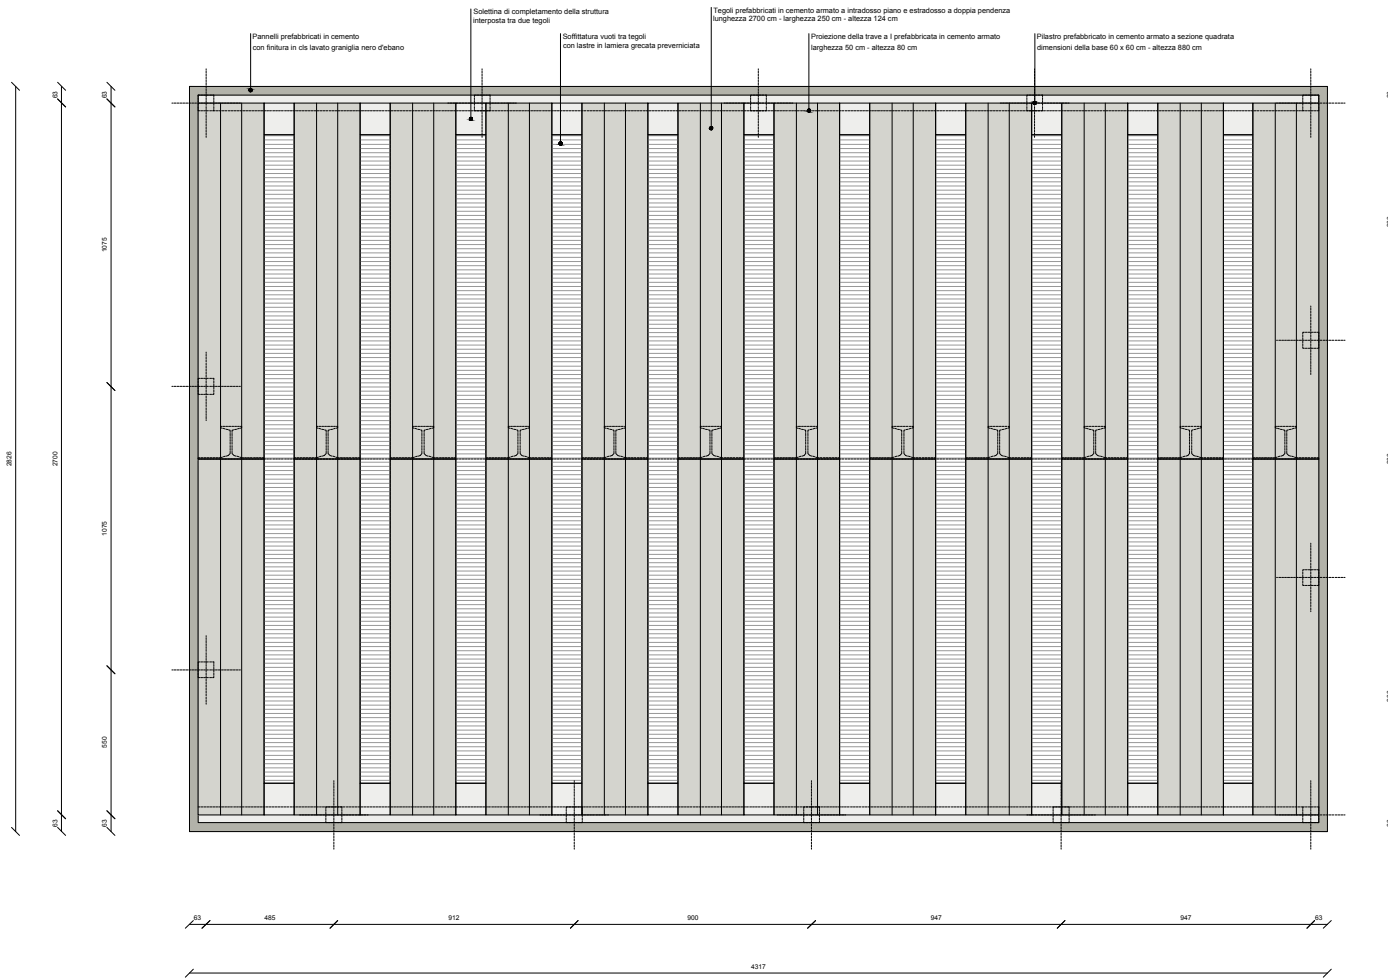 Solettina di completamento della struttura
interposta tra due tegoli
Tegoli prefabbricati in cemento armato a intradosso piano e estradosso a doppia pendenza
lunghezza 2700 cm - larghezza 250 cm - altezza 124 cm
Pannelli prefabbricati in cemento
con finitura in cls lavato graniglia nero d'ebano
Soffittatura vuoti tra tegoli
con lastre in lamiera grecata preverniciata
Proiezione della trave a I prefabbricata in cemento armato
larghezza 50 cm - altezza 80 cm
Pilastro prefabbricato in cemento armato a sezione quadrata
dimensioni della base 60 x 60 cm - altezza 880 cm
63
63
63
1075
2826
2700
1075
550
63
63
63
485
912
900
947
947
63
4317